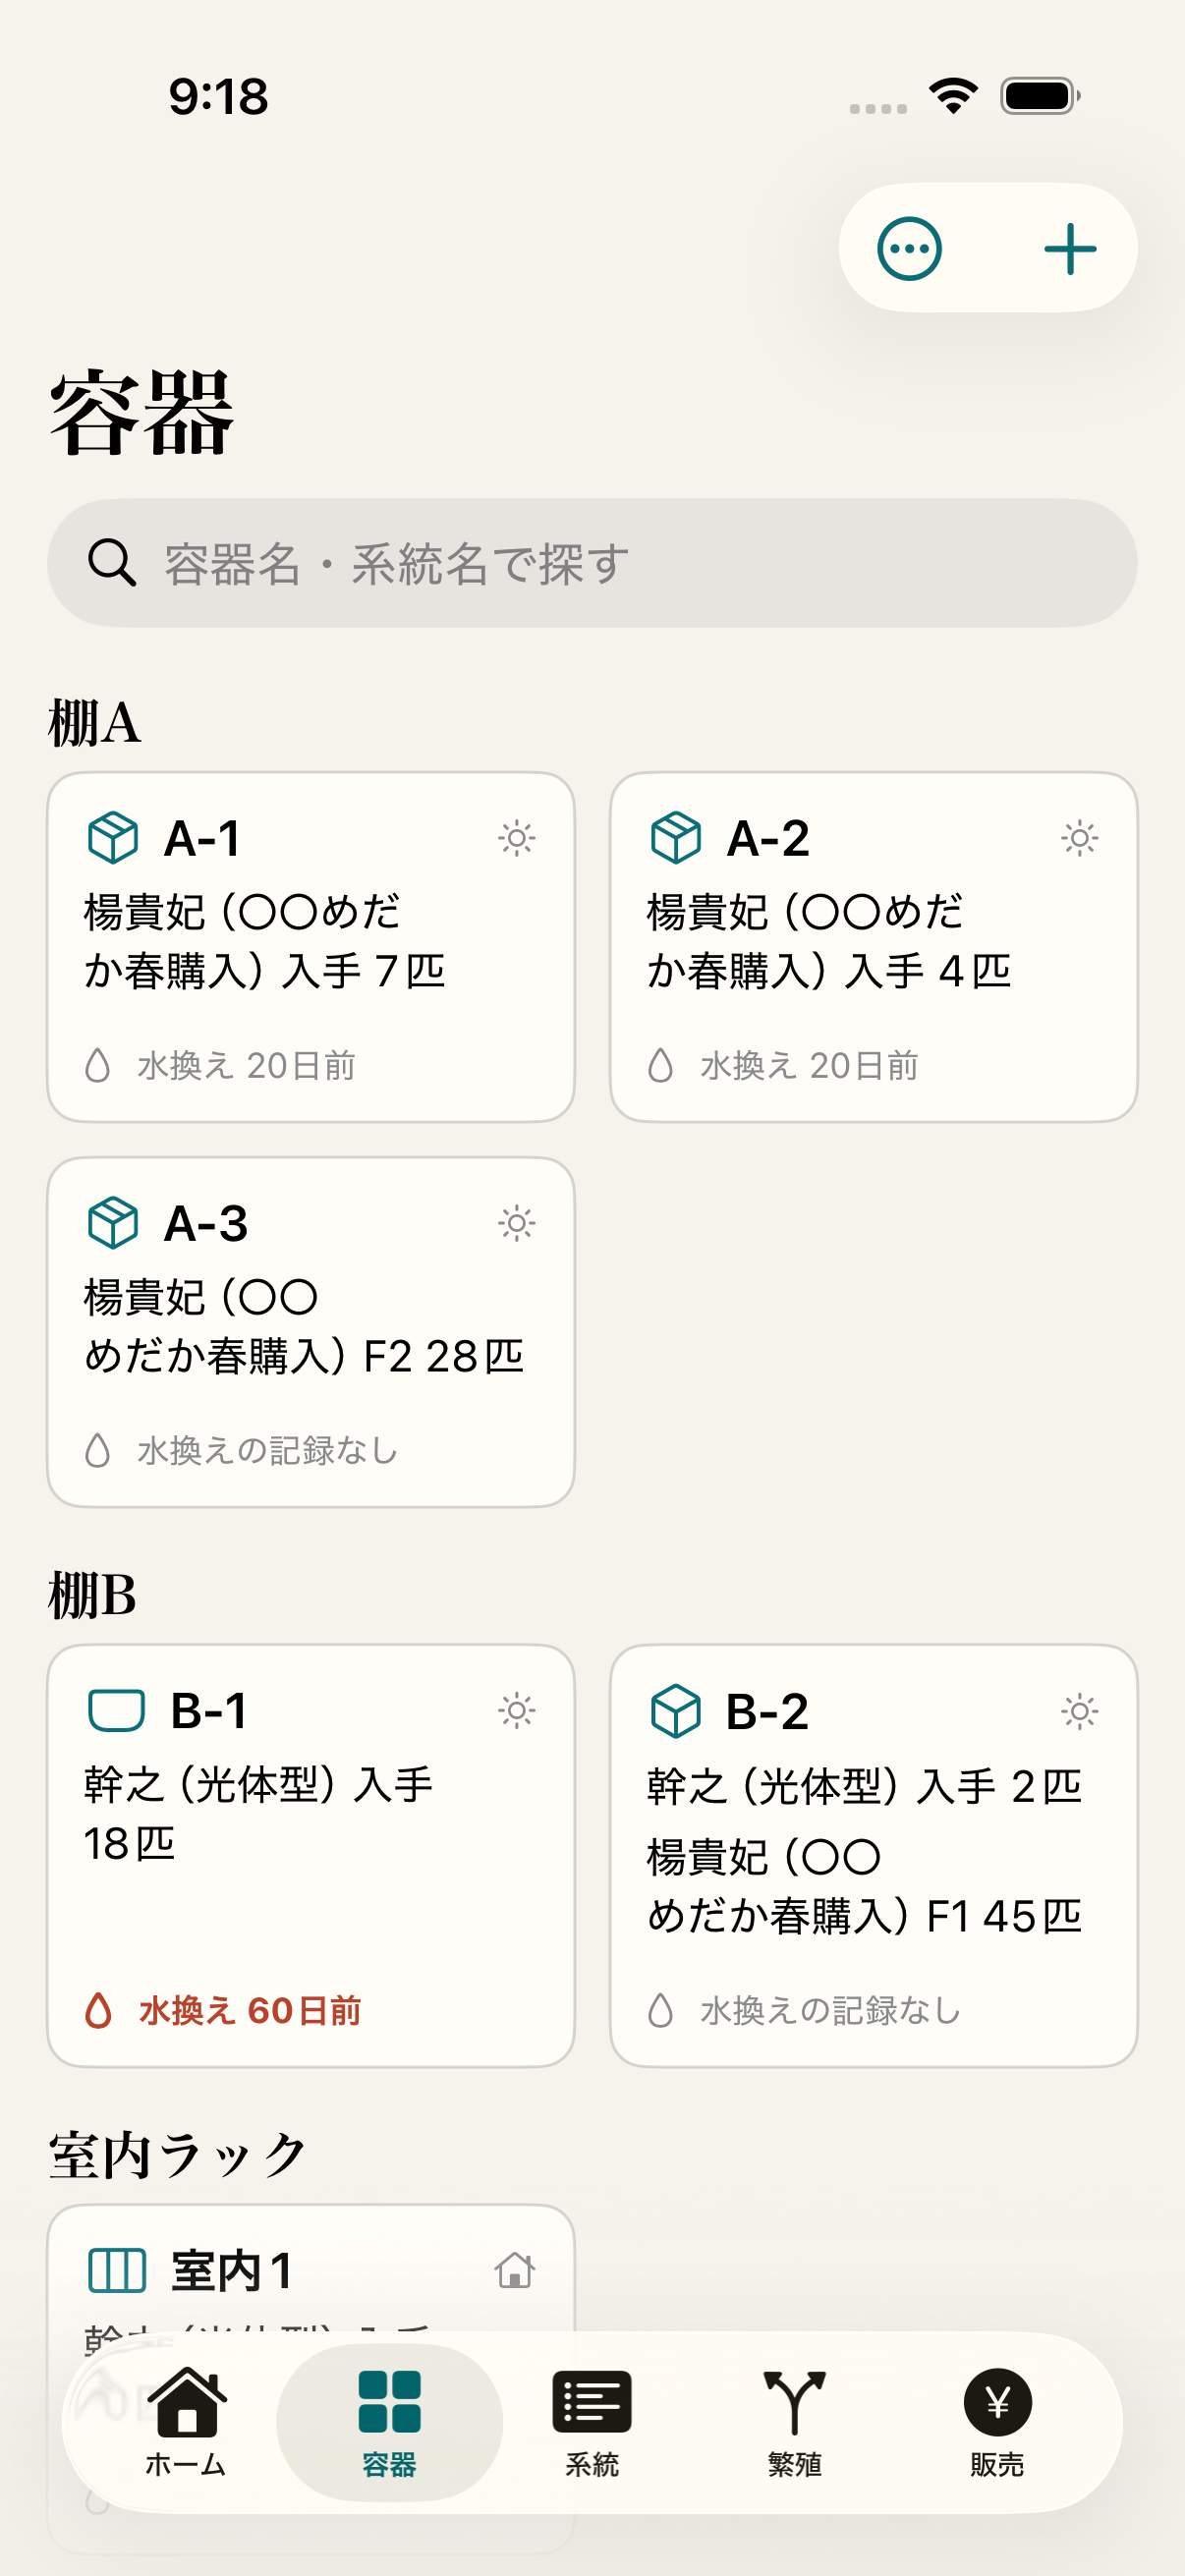 9:18
容器
容器名・系統名で探す
棚A
A-1
楊貴妃（〇〇めだ
か春購入）入手 7匹
水換え 20日前
A-2
楊貴妃（〇〇めだ
か春購入）入手 4匹
水換え 20日前
A-3
楊貴妃（〇〇
めだか春購入）F2 28匹
水換えの記録なし
棚B
B-1
幹之（光体型）入手
18匹
水換え 60日前
B-2
幹之（光体型）入手 2匹
楊貴妃（〇〇
めだか春購入）F1 45匹
水換えの記録なし
室内ラック
室内1
幹之（光体型）入手
ホーム
容器
系統
繁殖
販売